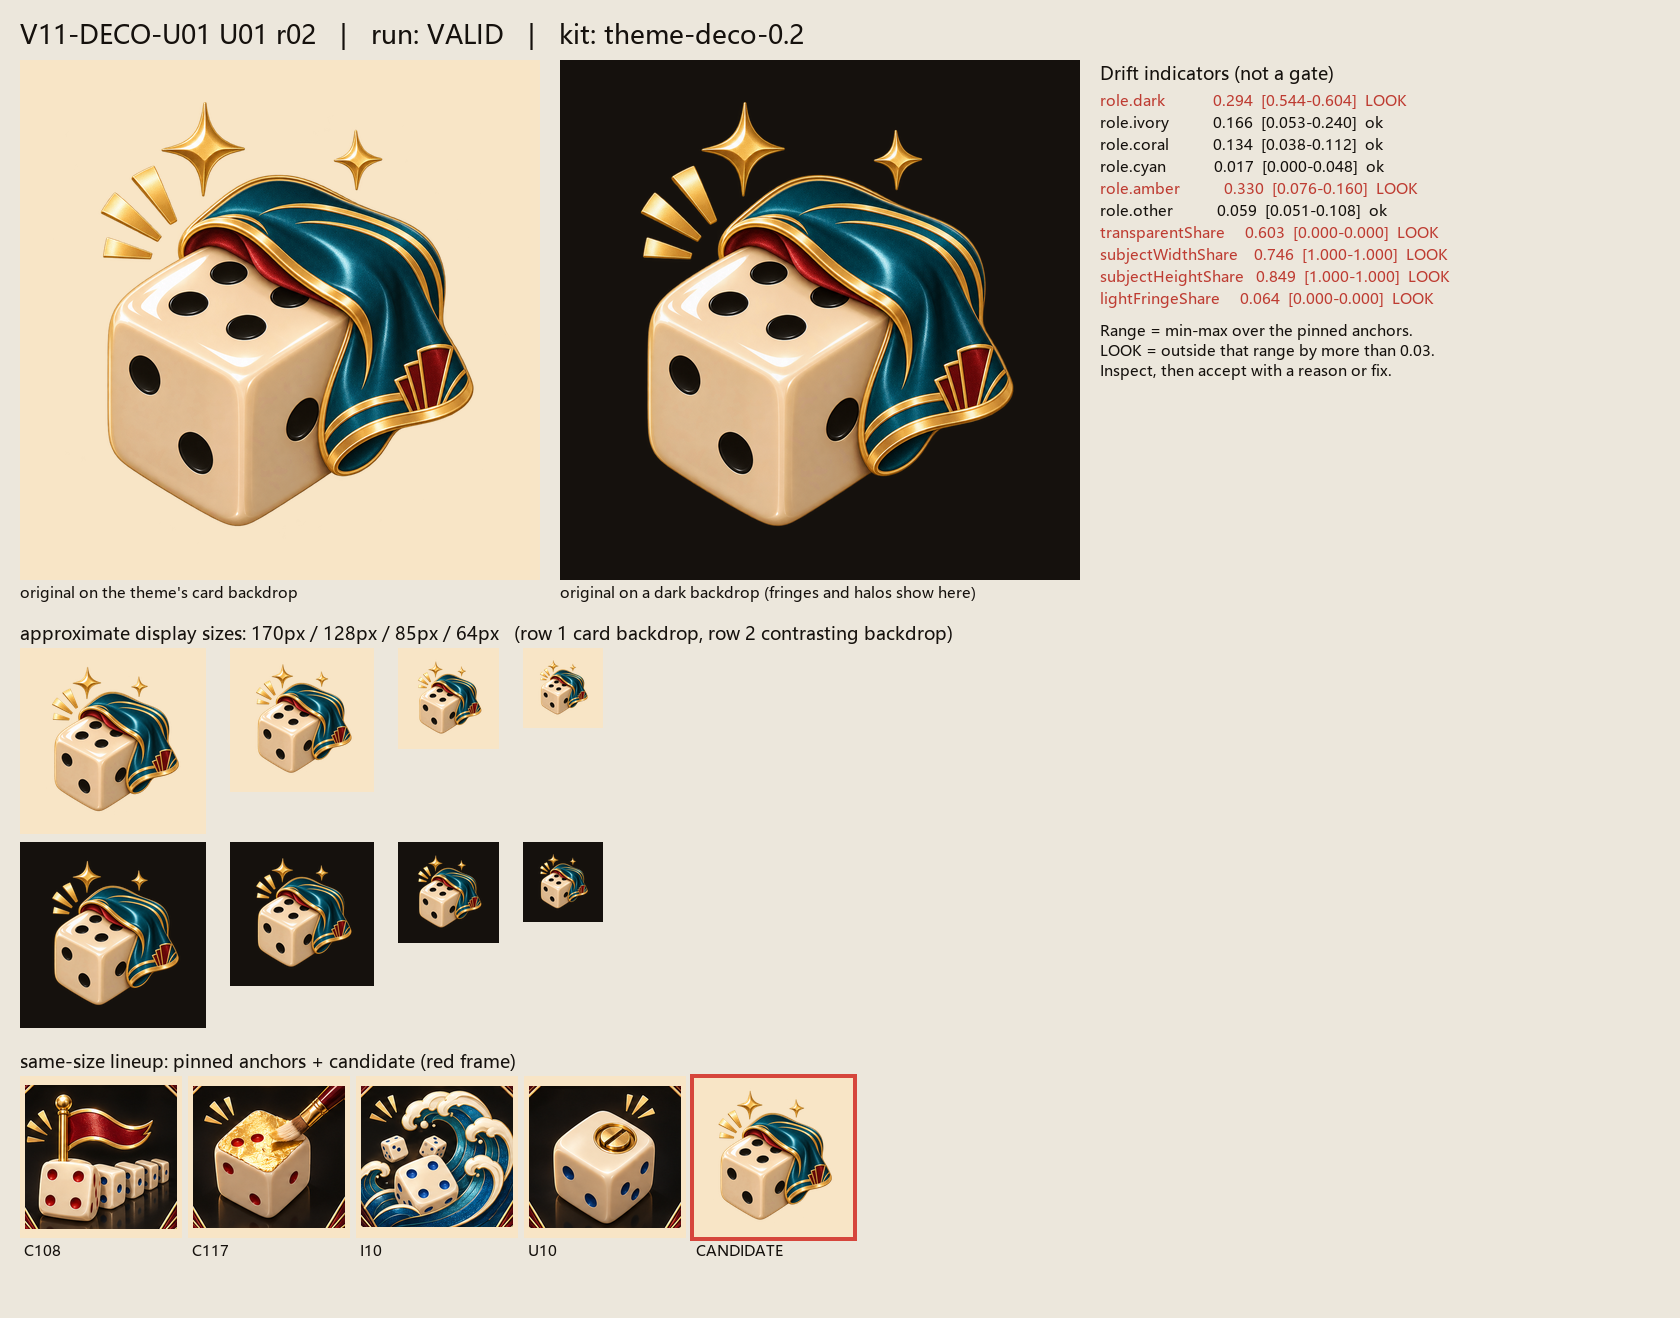 V11-DECO-U01 U01 r02 | run: VALID | kit: theme-deco-0.2
Drift indicators (not a gate)
role.dark 0.294 [0.544-0.604] LOOK
role.ivory 0.166 [0.053-0.240] ok
role.coral 0.134 [0.038-0.112] ok
role.cyan 0.017 [0.000-0.048] ok
role.amber 0.330 [0.076-0.160] LOOK
role.other 0.059 [0.051-0.108] ok
transparentShare 0.603 [0.000-0.000] LOOK
subjectWidthShare 0.746 [1.000-1.000] LOOK
subjectHeightShare 0.849 [1.000-1.000] LOOK
lightFringeShare 0.064 [0.000-0.000] LOOK
Range = min-max over the pinned anchors.
LOOK = outside that range by more than 0.03.
Inspect, then accept with a reason or fix.
original on the theme's card backdrop
original on a dark backdrop (fringes and halos show here)
approximate display sizes: 170px / 128px / 85px / 64px (row 1 card backdrop, row 2 contrasting backdrop)
same-size lineup: pinned anchors + candidate (red frame)
C108
C117
I10
U10
CANDIDATE